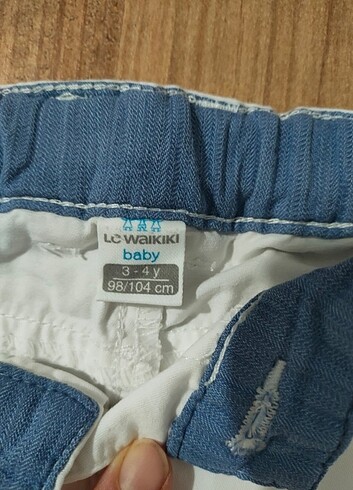 LC WAIKIKI
baby
3 - 4 y
98/104 cm